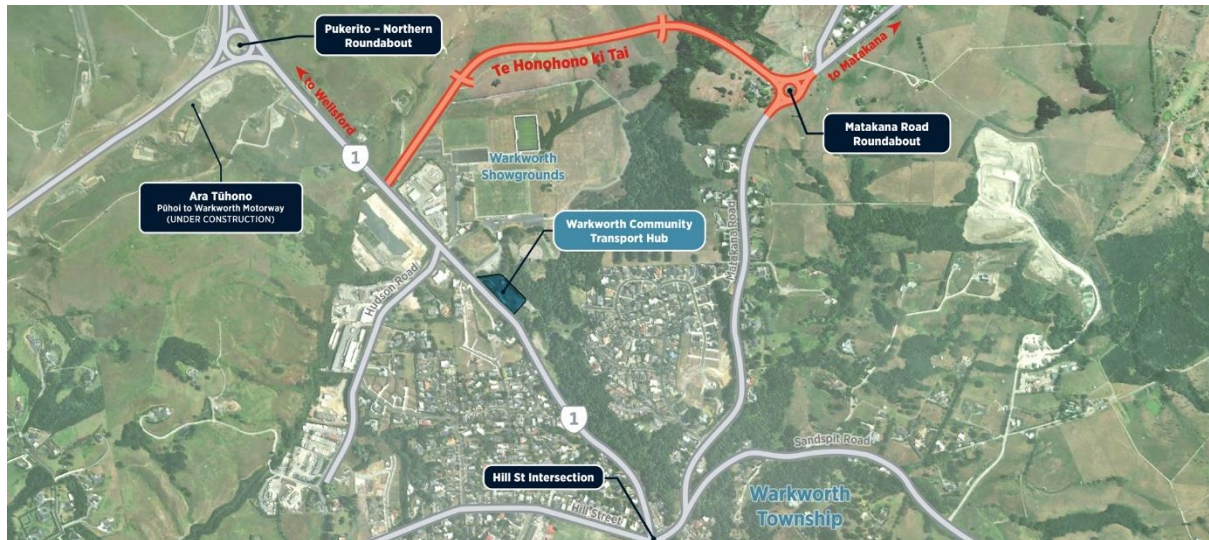 Pukerito – Northern
Roundabout
to Wellsford
Te Honohono ki Tai
to Matakana
Matakana Road
Roundabout
1
Ara Tūhono
Pūhoi to Warkworth Motorway
(UNDER CONSTRUCTION)
Warkworth
Showgrounds
Warkworth Community
Transport Hub
Matakana Road
Hudson Road
1
Sandspit Road
Hill St Intersection
Warkworth
Township
Hill Street